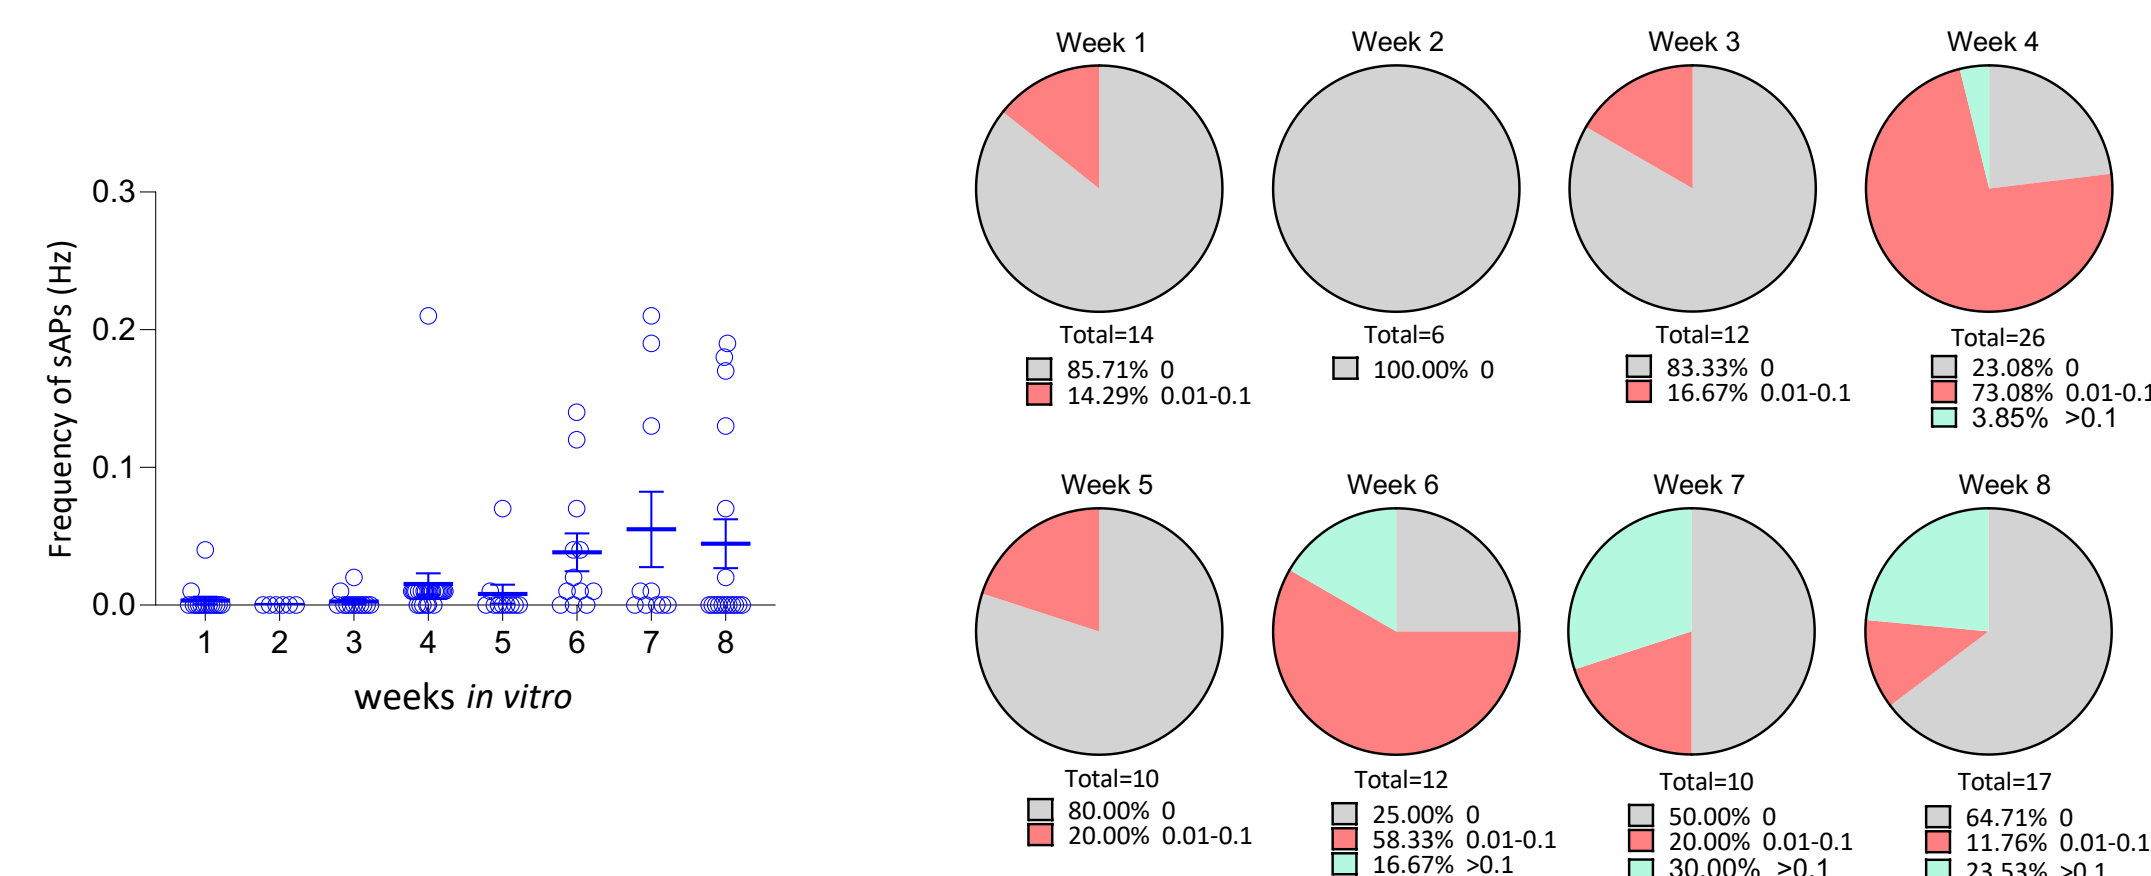 Frequency of sAPs (Hz)
0.3
0.2
0.1
0.0
1 2 3 4 5 6 7 8
weeks in vitro
Week 1
Total=14
85.71% 0
14.29% 0.01-0.1
Week 2
Total=6
100.00% 0
Week 3
Total=12
83.33% 0
16.67% 0.01-0.1
Week 4
Total=26
23.08% 0
73.08% 0.01-0.1
3.85% >0.1
Week 5
Total=10
80.00% 0
20.00% 0.01-0.1
Week 6
Total=12
25.00% 0
58.33% 0.01-0.1
16.67% >0.1
Week 7
Total=10
50.00% 0
20.00% 0.01-0.1
30.00% >0.1
Week 8
Total=17
64.71% 0
11.76% 0.01-0.1
23.53% >0.1